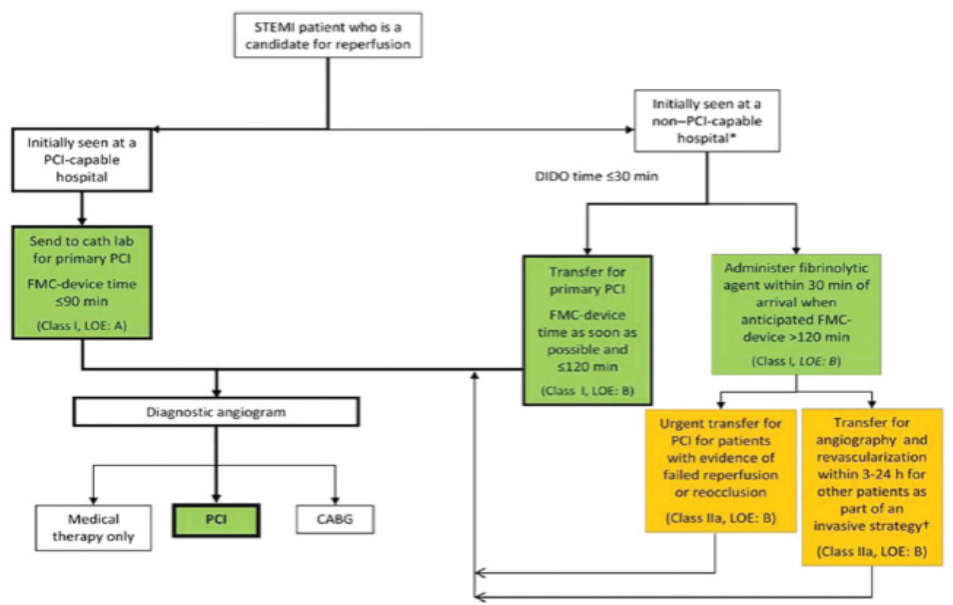 STEMI patient who is a
candidate for reperfusion
Initially seen at a
non–PCI-capable
hospital*
Initially seen at a
PCI-capable
hospital
DIDO time ≤30 min
Send to cath lab
for primary PCI
FMC-device time
≤90 min
(Class I, LOE: A)
Transfer for
primary PCI
FMC-device
time as soon as
possible and
≤120 min
(Class I, LOE: B)
Administer fibrinolytic
agent within 30 min of
arrival when
anticipated FMC-
device >120 min
(Class I, LOE: B)
Diagnostic angiogram
Urgent transfer for
PCI for patients
with evidence of
failed reperfusion
or reocclusion
(Class IIa, LOE: B)
Transfer for
angiography and
revascularization
within 3-24 h for
other patients as
part of an
invasive strategy†
(Class IIa, LOE: B)
Medical
therapy only
PCI
CABG